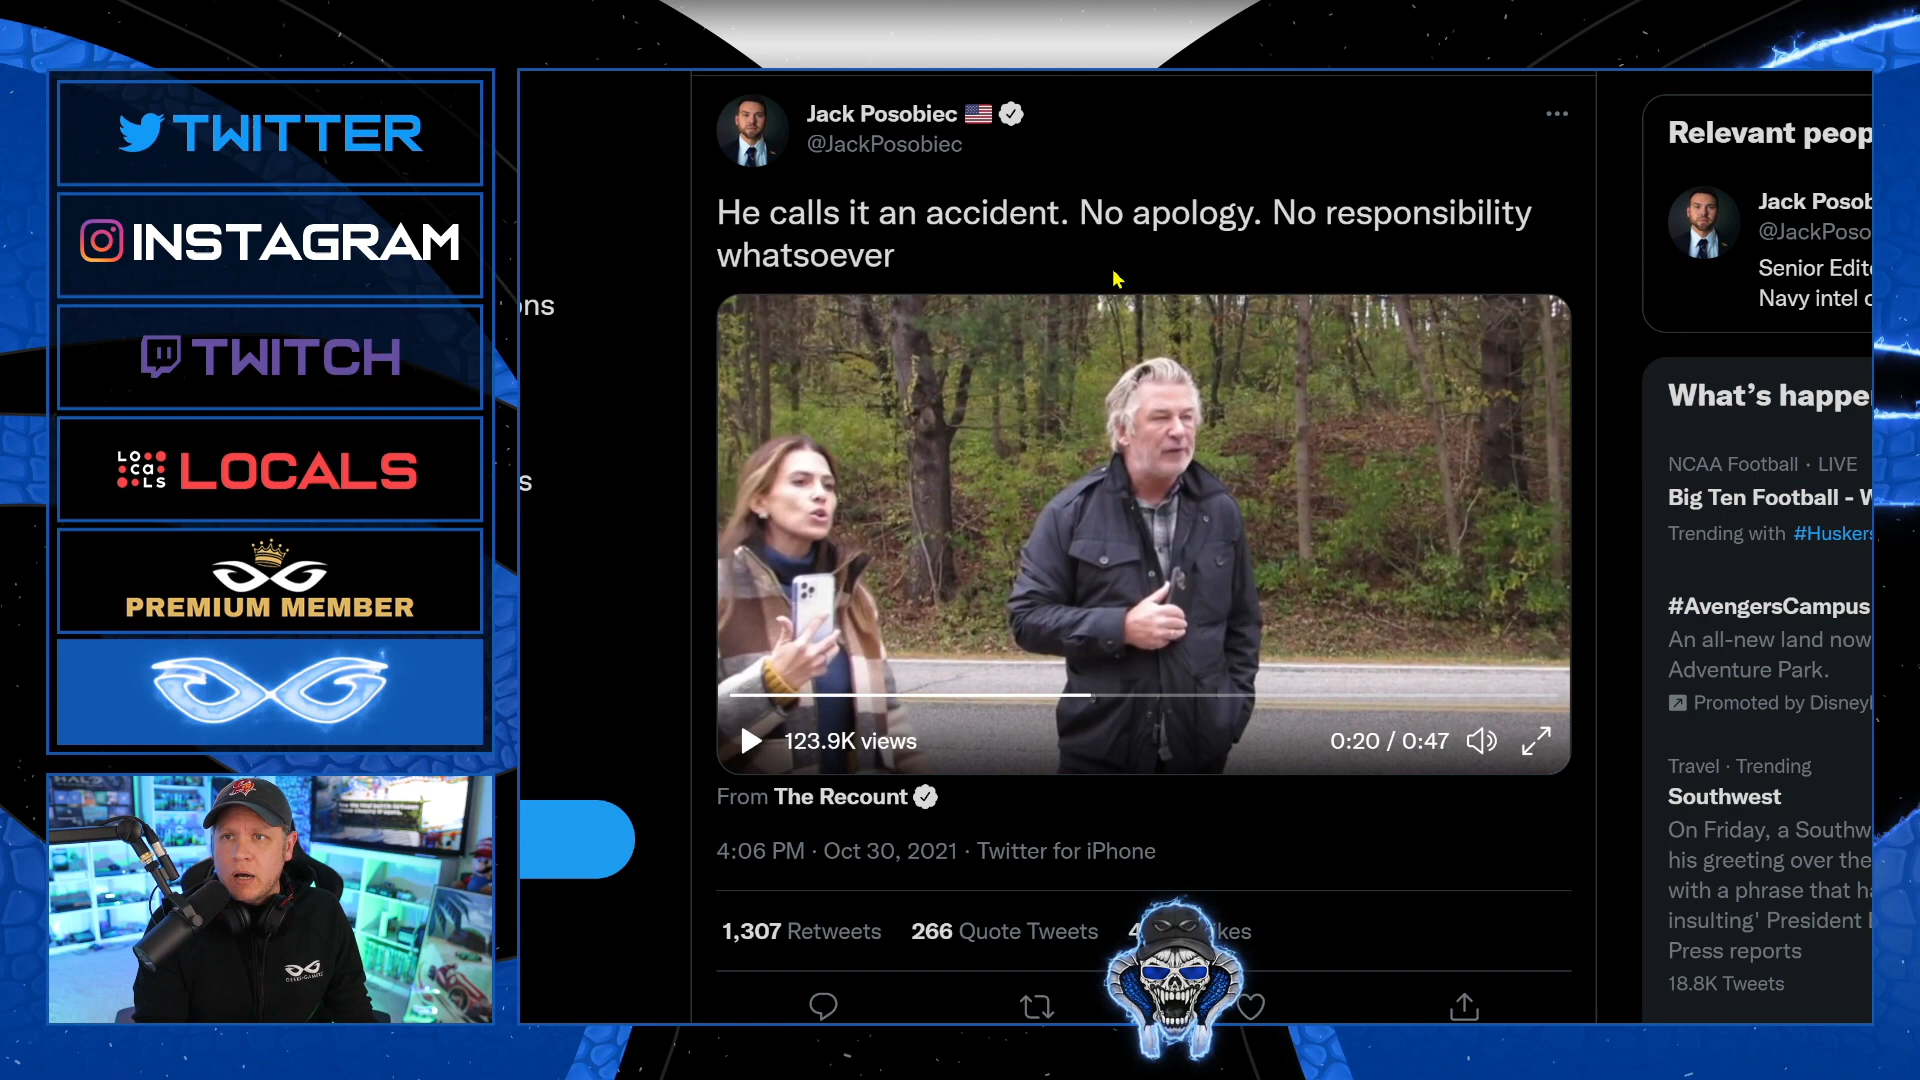 TWITTER
INSTAGRAM
TWITCH
LOCALS
LOCALS
PREMIUM MEMBER
ons
s
Jack Posobiec
@JackPosobiec
He calls it an accident. No apology. No responsibility
whatsoever
123.9K views
0:20 / 0:47
From The Recount
4:06 PM · Oct 30, 2021 · Twitter for iPhone
1,307 Retweets 266 Quote Tweets 4 kes
Relevant peop
Jack Posob
@JackPoso
Senior Edit
Navy intel
What's happe
NCAA Football · LIVE
Big Ten Football -
Trending with #Huskers
#AvengersCampus
An all-new land now
Adventure Park.
Promoted by Disneyl
Travel · Trending
Southwest
On Friday, a Southw
his greeting over the
with a phrase that ha
insulting' President
Press reports
18.8K Tweets